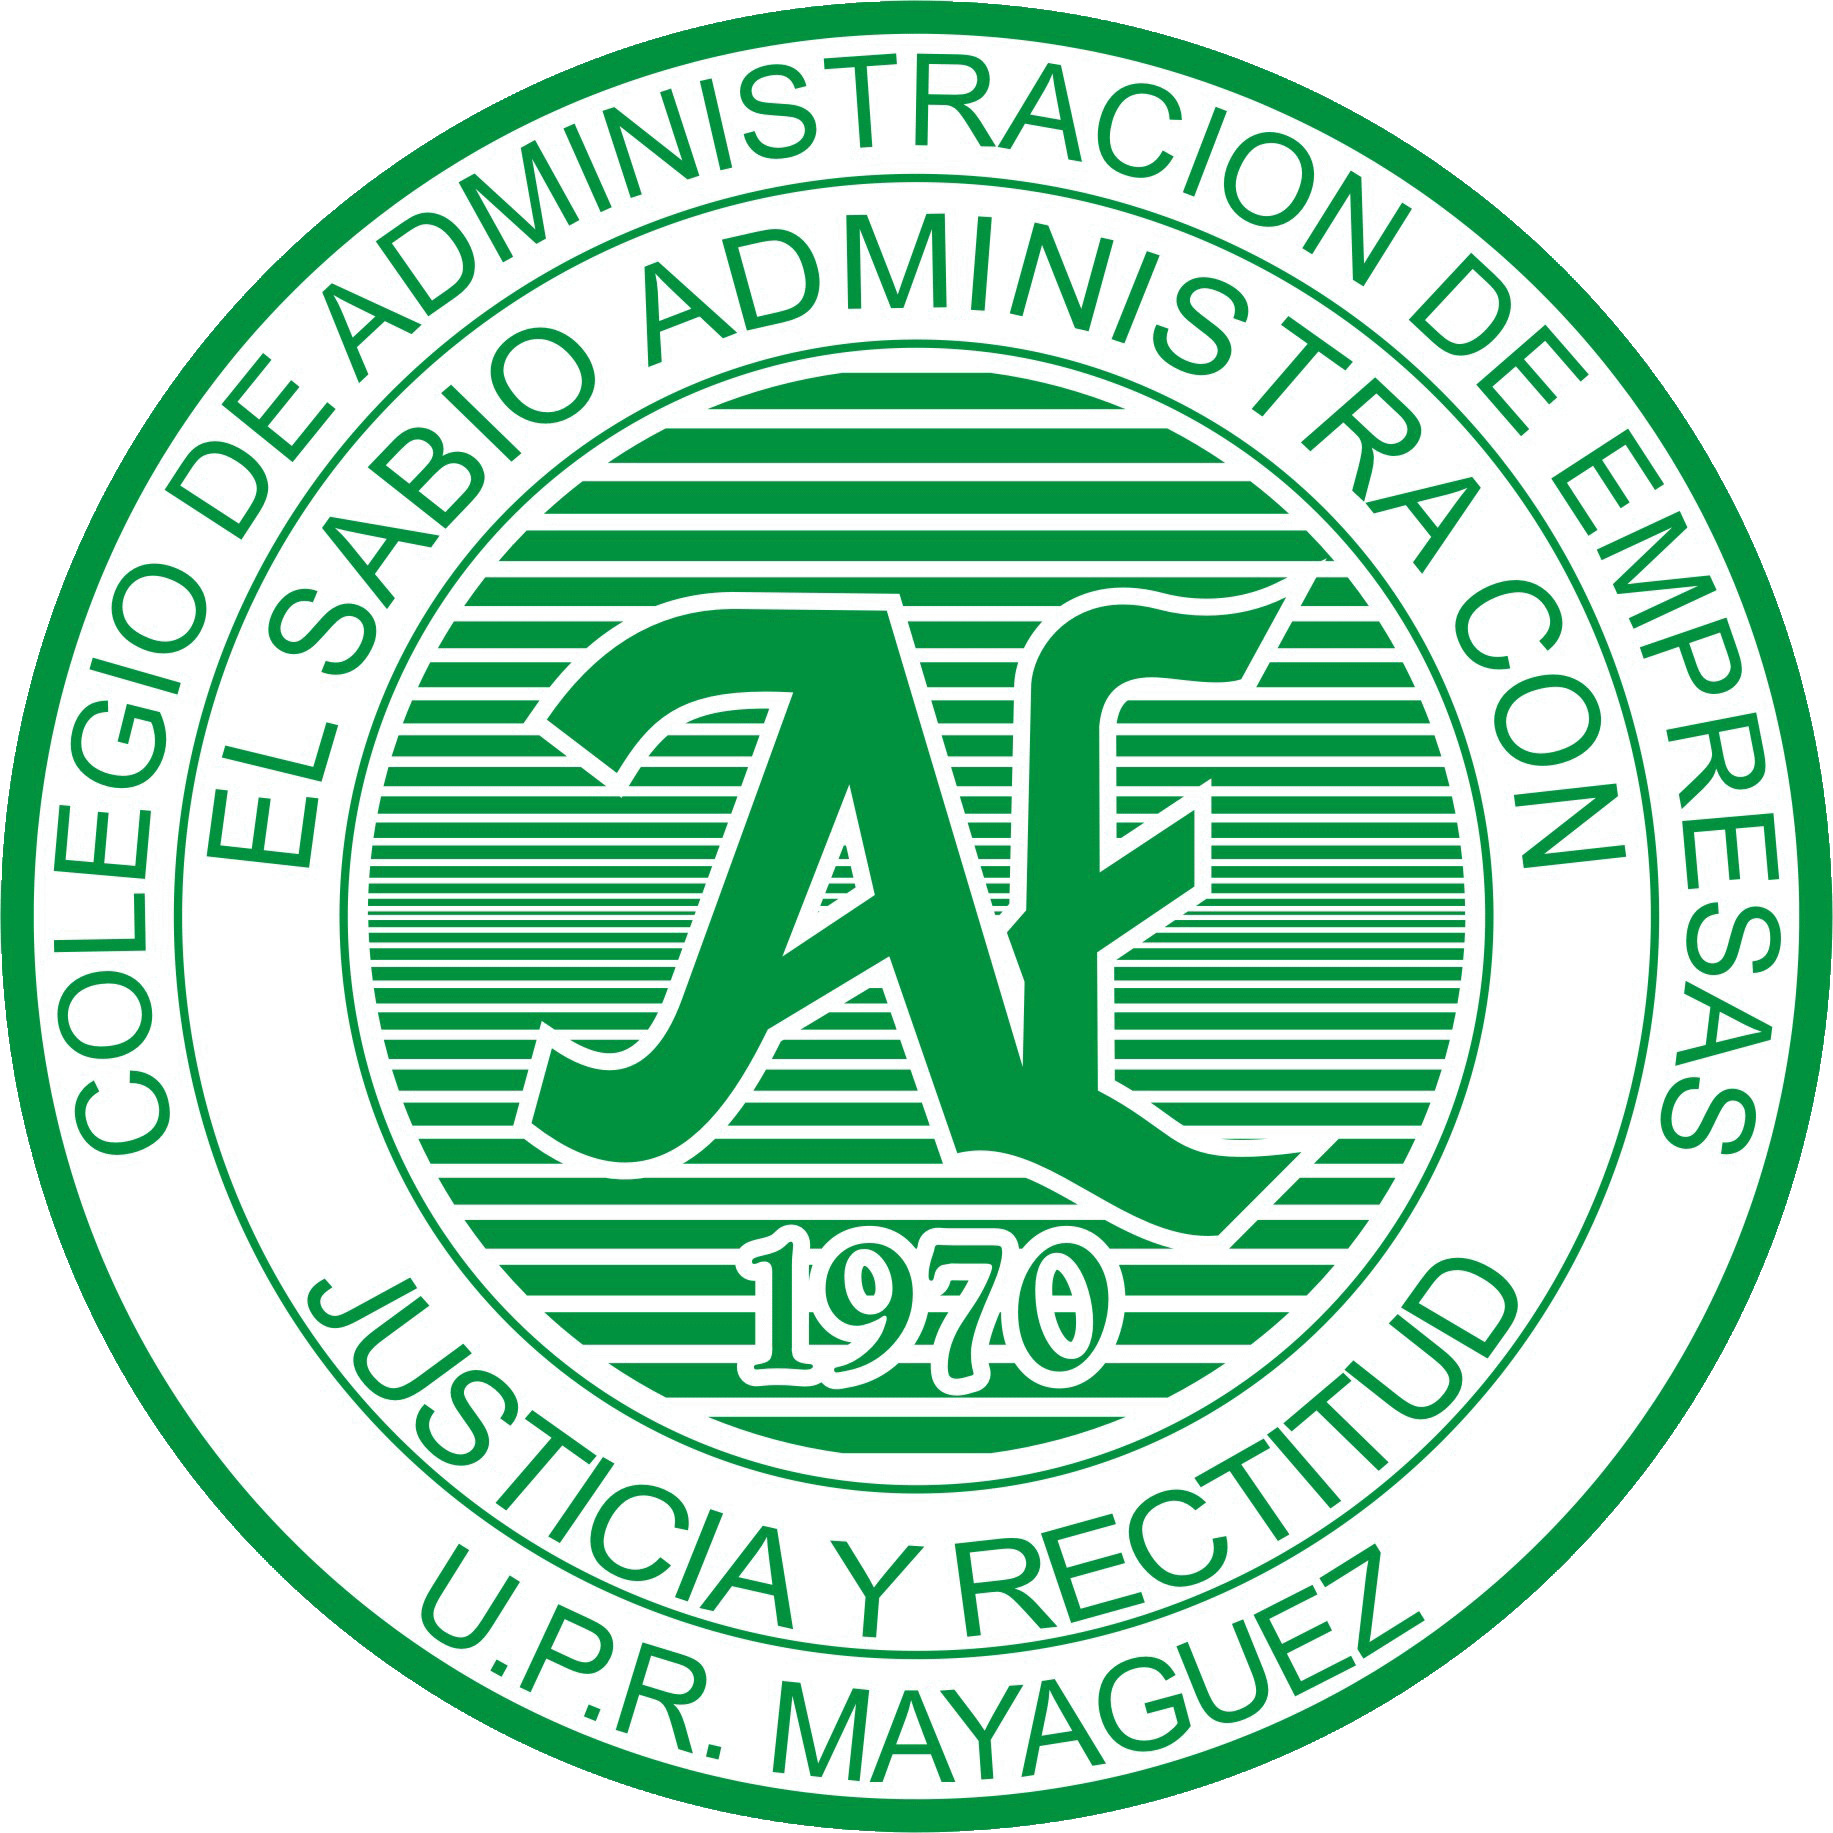 COLEGIO DE ADMINISTRACION DE EMPRESAS
EL SABIO ADMINISTRA CON
AE
1970
JUSTICIA Y RECTITUD
U.P.R. MAYAGUEZ